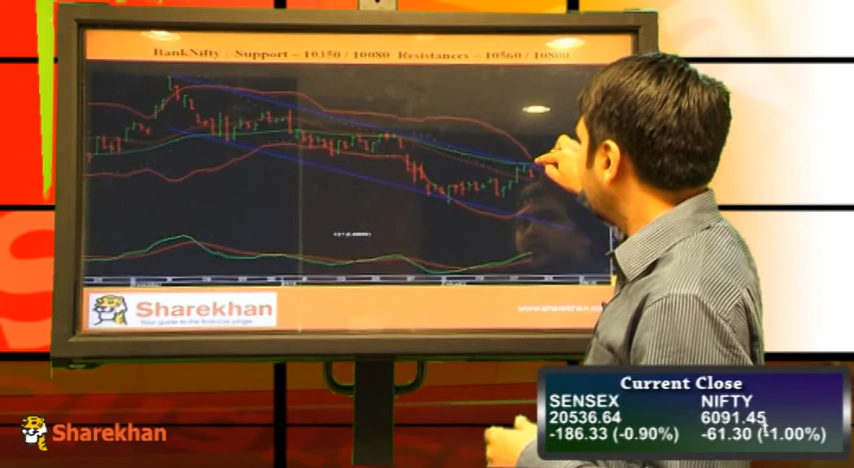 BankNifty : Support – 10350 / 10080 Resistances – 10560 / 10800
Sharekhan
Your guide to the financial jungle
www.sharekhan.co
Current Close
SENSEX NIFTY
20536.64 6091.45
-186.33 (-0.90%) -61.30 (-1.00%)
Sharekhan